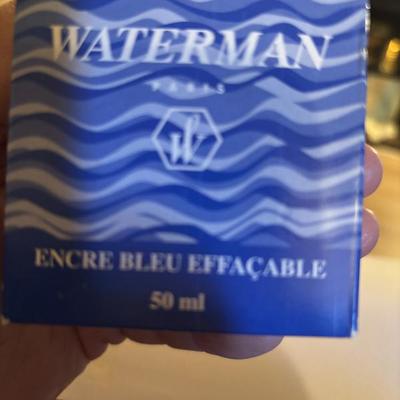 WATERMAN
PARIS
W
ENCRE BLEU EFFAÇABLE
50 ml